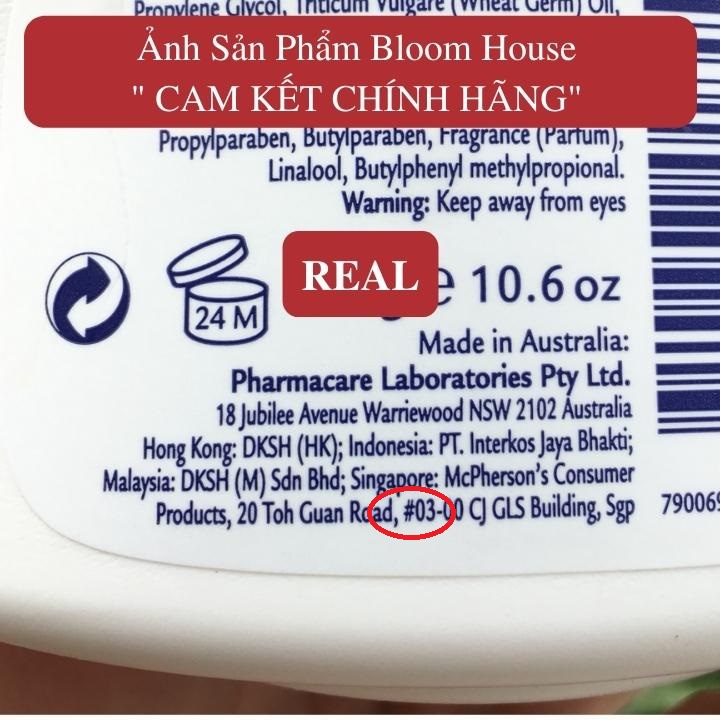 Propylene Glycol, Triticum Vulgare (Wheat Germ) Oil,
Ảnh Sản Phẩm Bloom House
" CAM KẾT CHÍNH HÃNG"
Propylparaben, Butylparaben, Fragrance (Parfum),
Linalool, Butylphenyl methylpropional.
Warning: Keep away from eyes
24 M
REAL
e 10.6 oz
Made in Australia:
Pharmacare Laboratories Pty Ltd.
18 Jubilee Avenue Warriewood NSW 2102 Australia
Hong Kong: DKSH (HK); Indonesia: PT. Interkos Jaya Bhakti;
Malaysia: DKSH (M) Sdn Bhd; Singapore: McPherson's Consumer
Products, 20 Toh Guan Road, #03-00 CJ GLS Building, Sgp